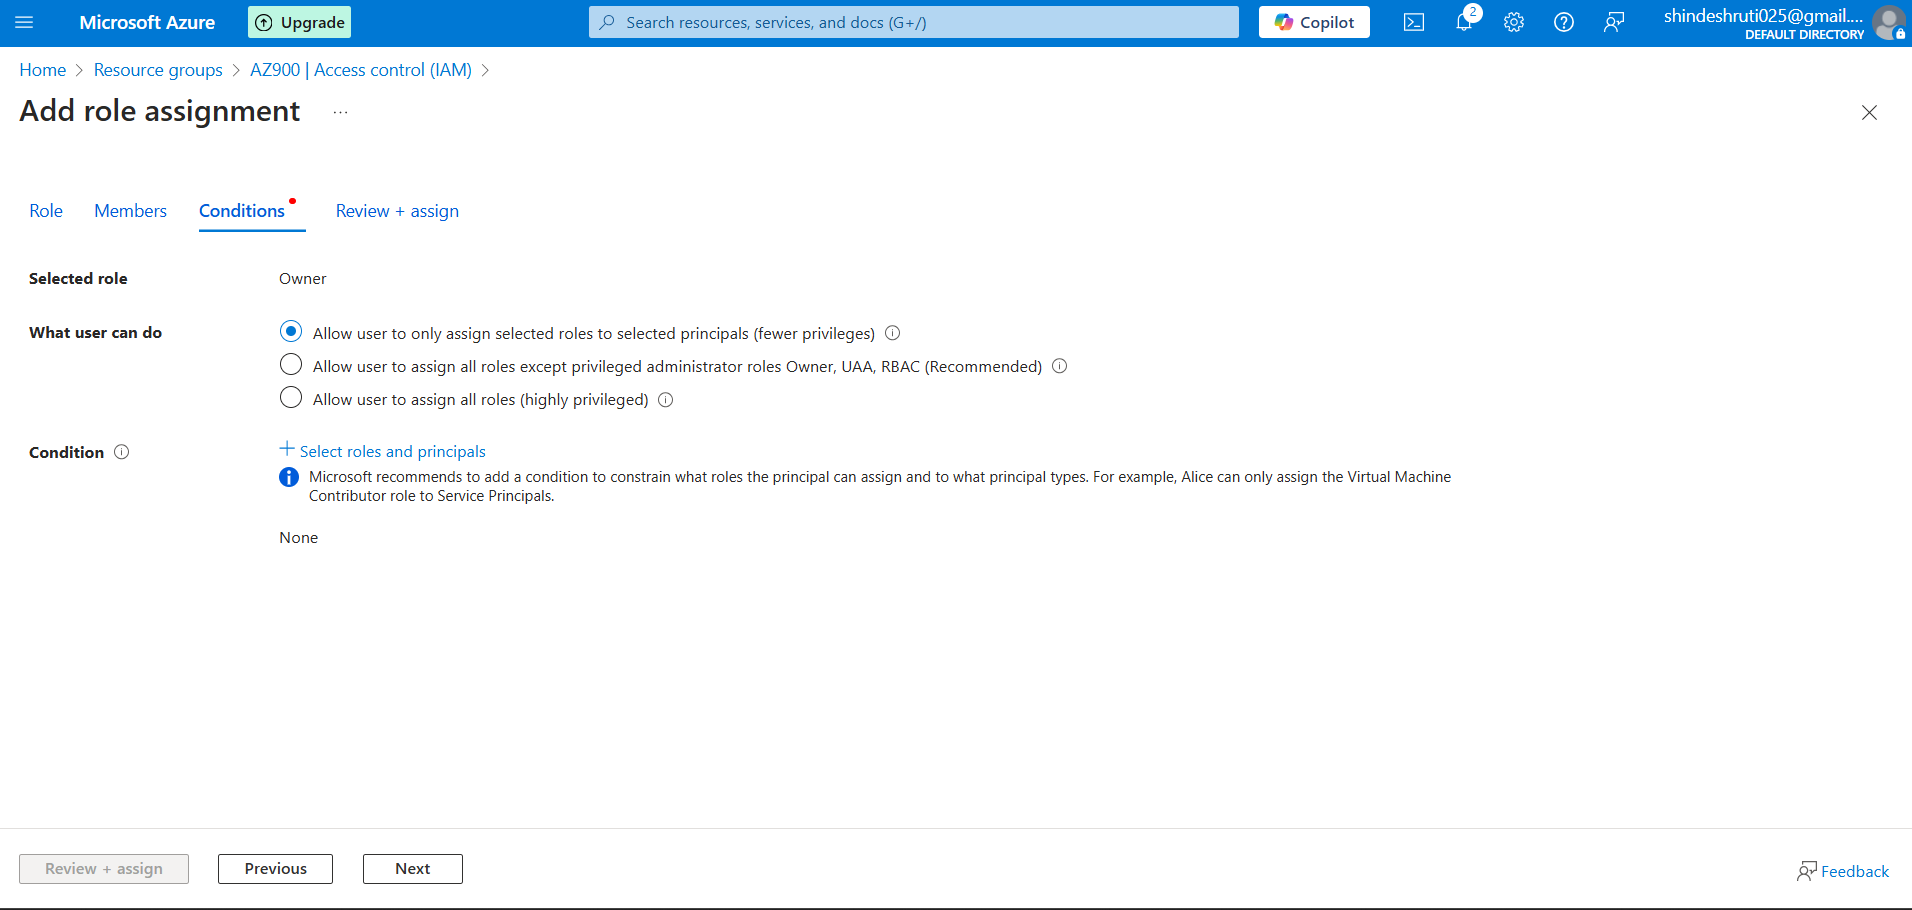 Microsoft Azure
Upgrade
Search resources, services, and docs (G+/)
Copilot
2
shindeshruti025@gmail....
DEFAULT DIRECTORY
Home > Resource groups > AZ900 | Access control (IAM) >
Add role assignment ...
Role Members Conditions Review + assign
Selected role Owner
What user can do Allow user to only assign selected roles to selected principals (fewer privileges)
Allow user to assign all roles except privileged administrator roles Owner, UAA, RBAC (Recommended)
Allow user to assign all roles (highly privileged)
Condition + Select roles and principals
Microsoft recommends to add a condition to constrain what roles the principal can assign and to what principal types. For example, Alice can only assign the Virtual Machine
Contributor role to Service Principals.
None
Review + assign Previous Next Feedback